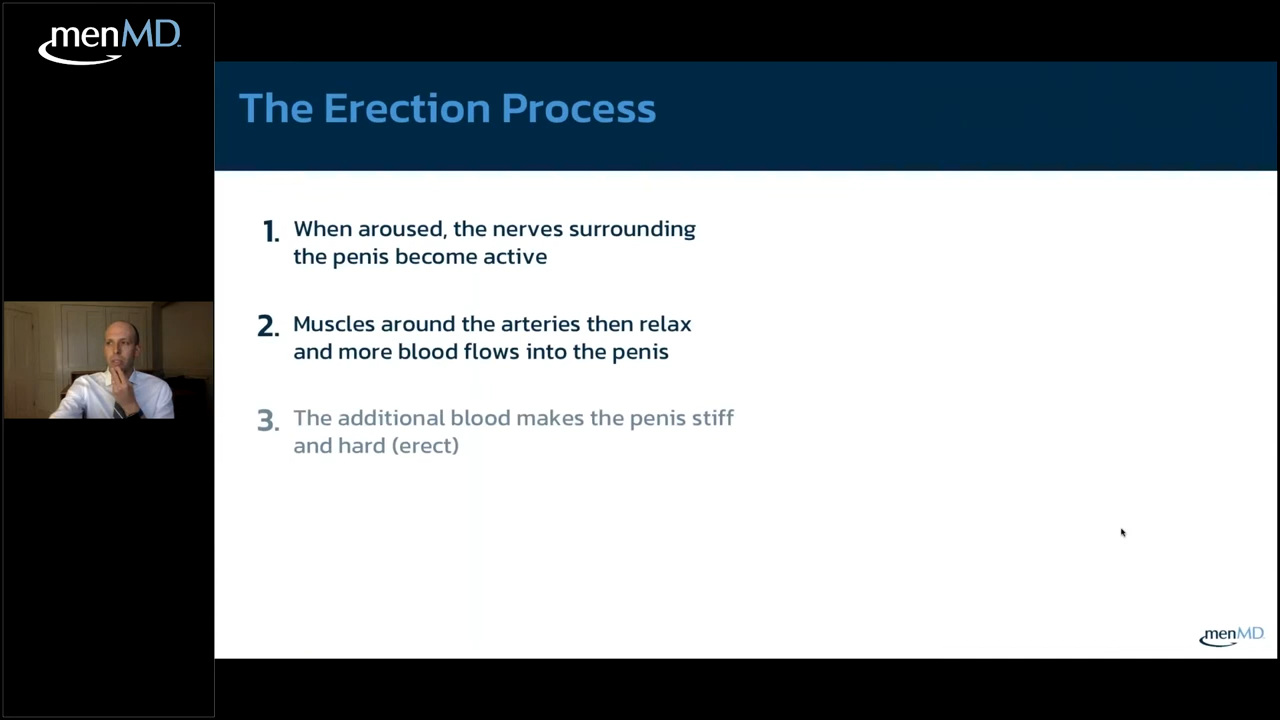 menMD
The Erection Process
1. When aroused, the nerves surrounding
the penis become active
2. Muscles around the arteries then relax
and more blood flows into the penis
3. The additional blood makes the penis stiff
and hard (erect)
menMD